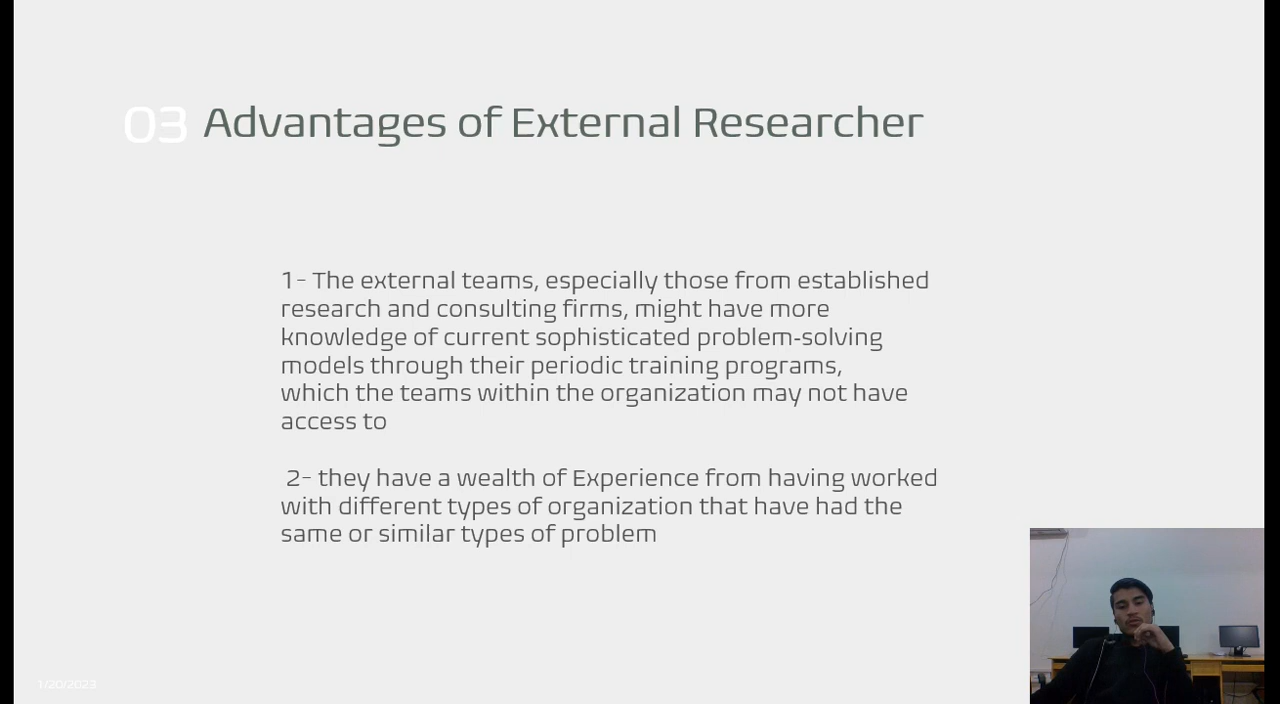 03 Advantages of External Researcher
1- The external teams, especially those from established
research and consulting firms, might have more
knowledge of current sophisticated problem-solving
models through their periodic training programs,
which the teams within the organization may not have
access to
2- they have a wealth of Experience from having worked
with different types of organization that have had the
same or similar types of problem
1/20/2023